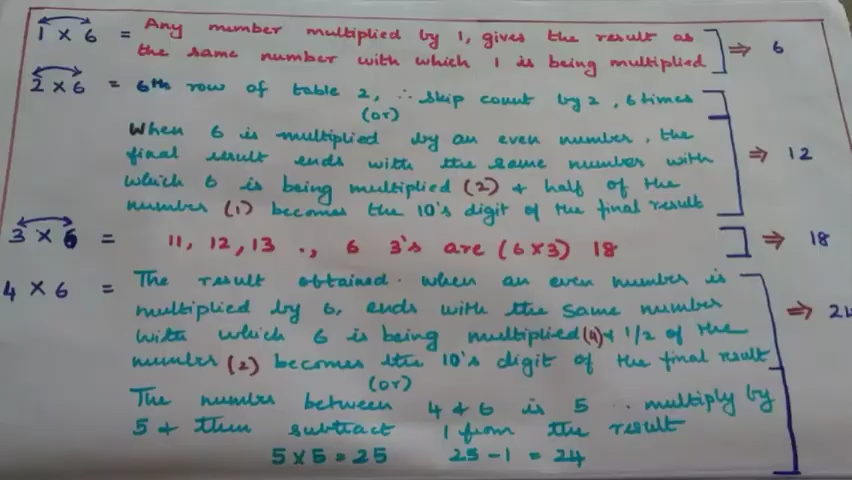 1 x 6 = Any number multiplied by 1, gives the result as
the same number with which 1 is being multiplied ⇒ 6
2 x 6 = 6th row of table 2, ∴ skip count by 2, 6 times
(or)
When 6 is multiplied by an even number, the
final result ends with the same number with
which 6 is being multiplied (2) & half of the ⇒ 12
number (1) becomes the 10's digit of the final result
3 x 6 = 11, 12, 13 ., 6 3's are (6x3) 18 ⇒ 18
4 x 6 = The result obtained when an even number is
multiplied by 6, ends with the same number
with which 6 is being multiplied (4) & 1/2 of the ⇒
number (2) becomes the 10's digit of the final result
(or)
The number between 4 & 6 is 5 ∴ multiply by
5 & then subtract 1 from the result
5 x 5 = 25 25 - 1 = 24